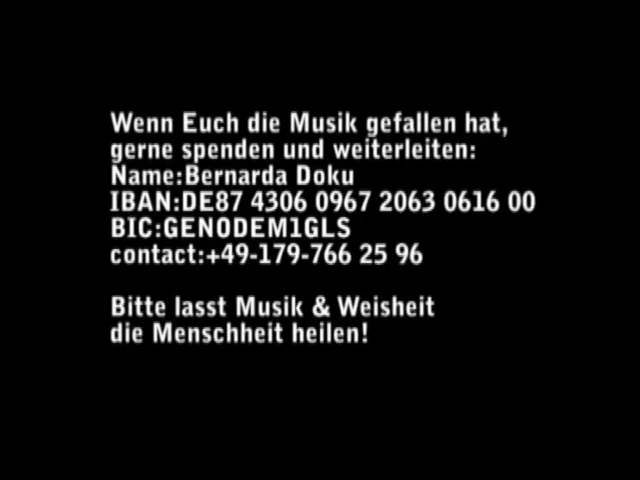 Wenn Euch die Musik gefallen hat,
gerne spenden und weiterleiten:
Name:Bernarda Doku
IBAN:DE87 4306 0967 2063 0616 00
BIC:GENODEM1GLS
contact:+49-179-766 25 96
Bitte lasst Musik & Weisheit
die Menschheit heilen!